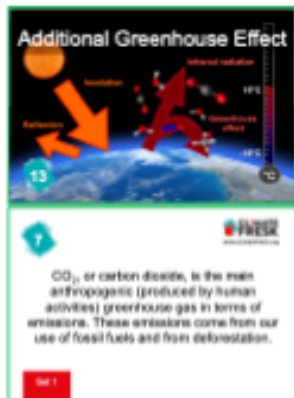 Additional Greenhouse Effect
Infrared radiation
Insolation
Reflection
Greenhouse
effect
°C
13
7
CLIMATE
FRESK
CO2, or carbon dioxide, is the main
anthropogenic (produced by human
activities) greenhouse gas in terms of
emissions. These emissions come from our
use of fossil fuels and from deforestation.
Set 1